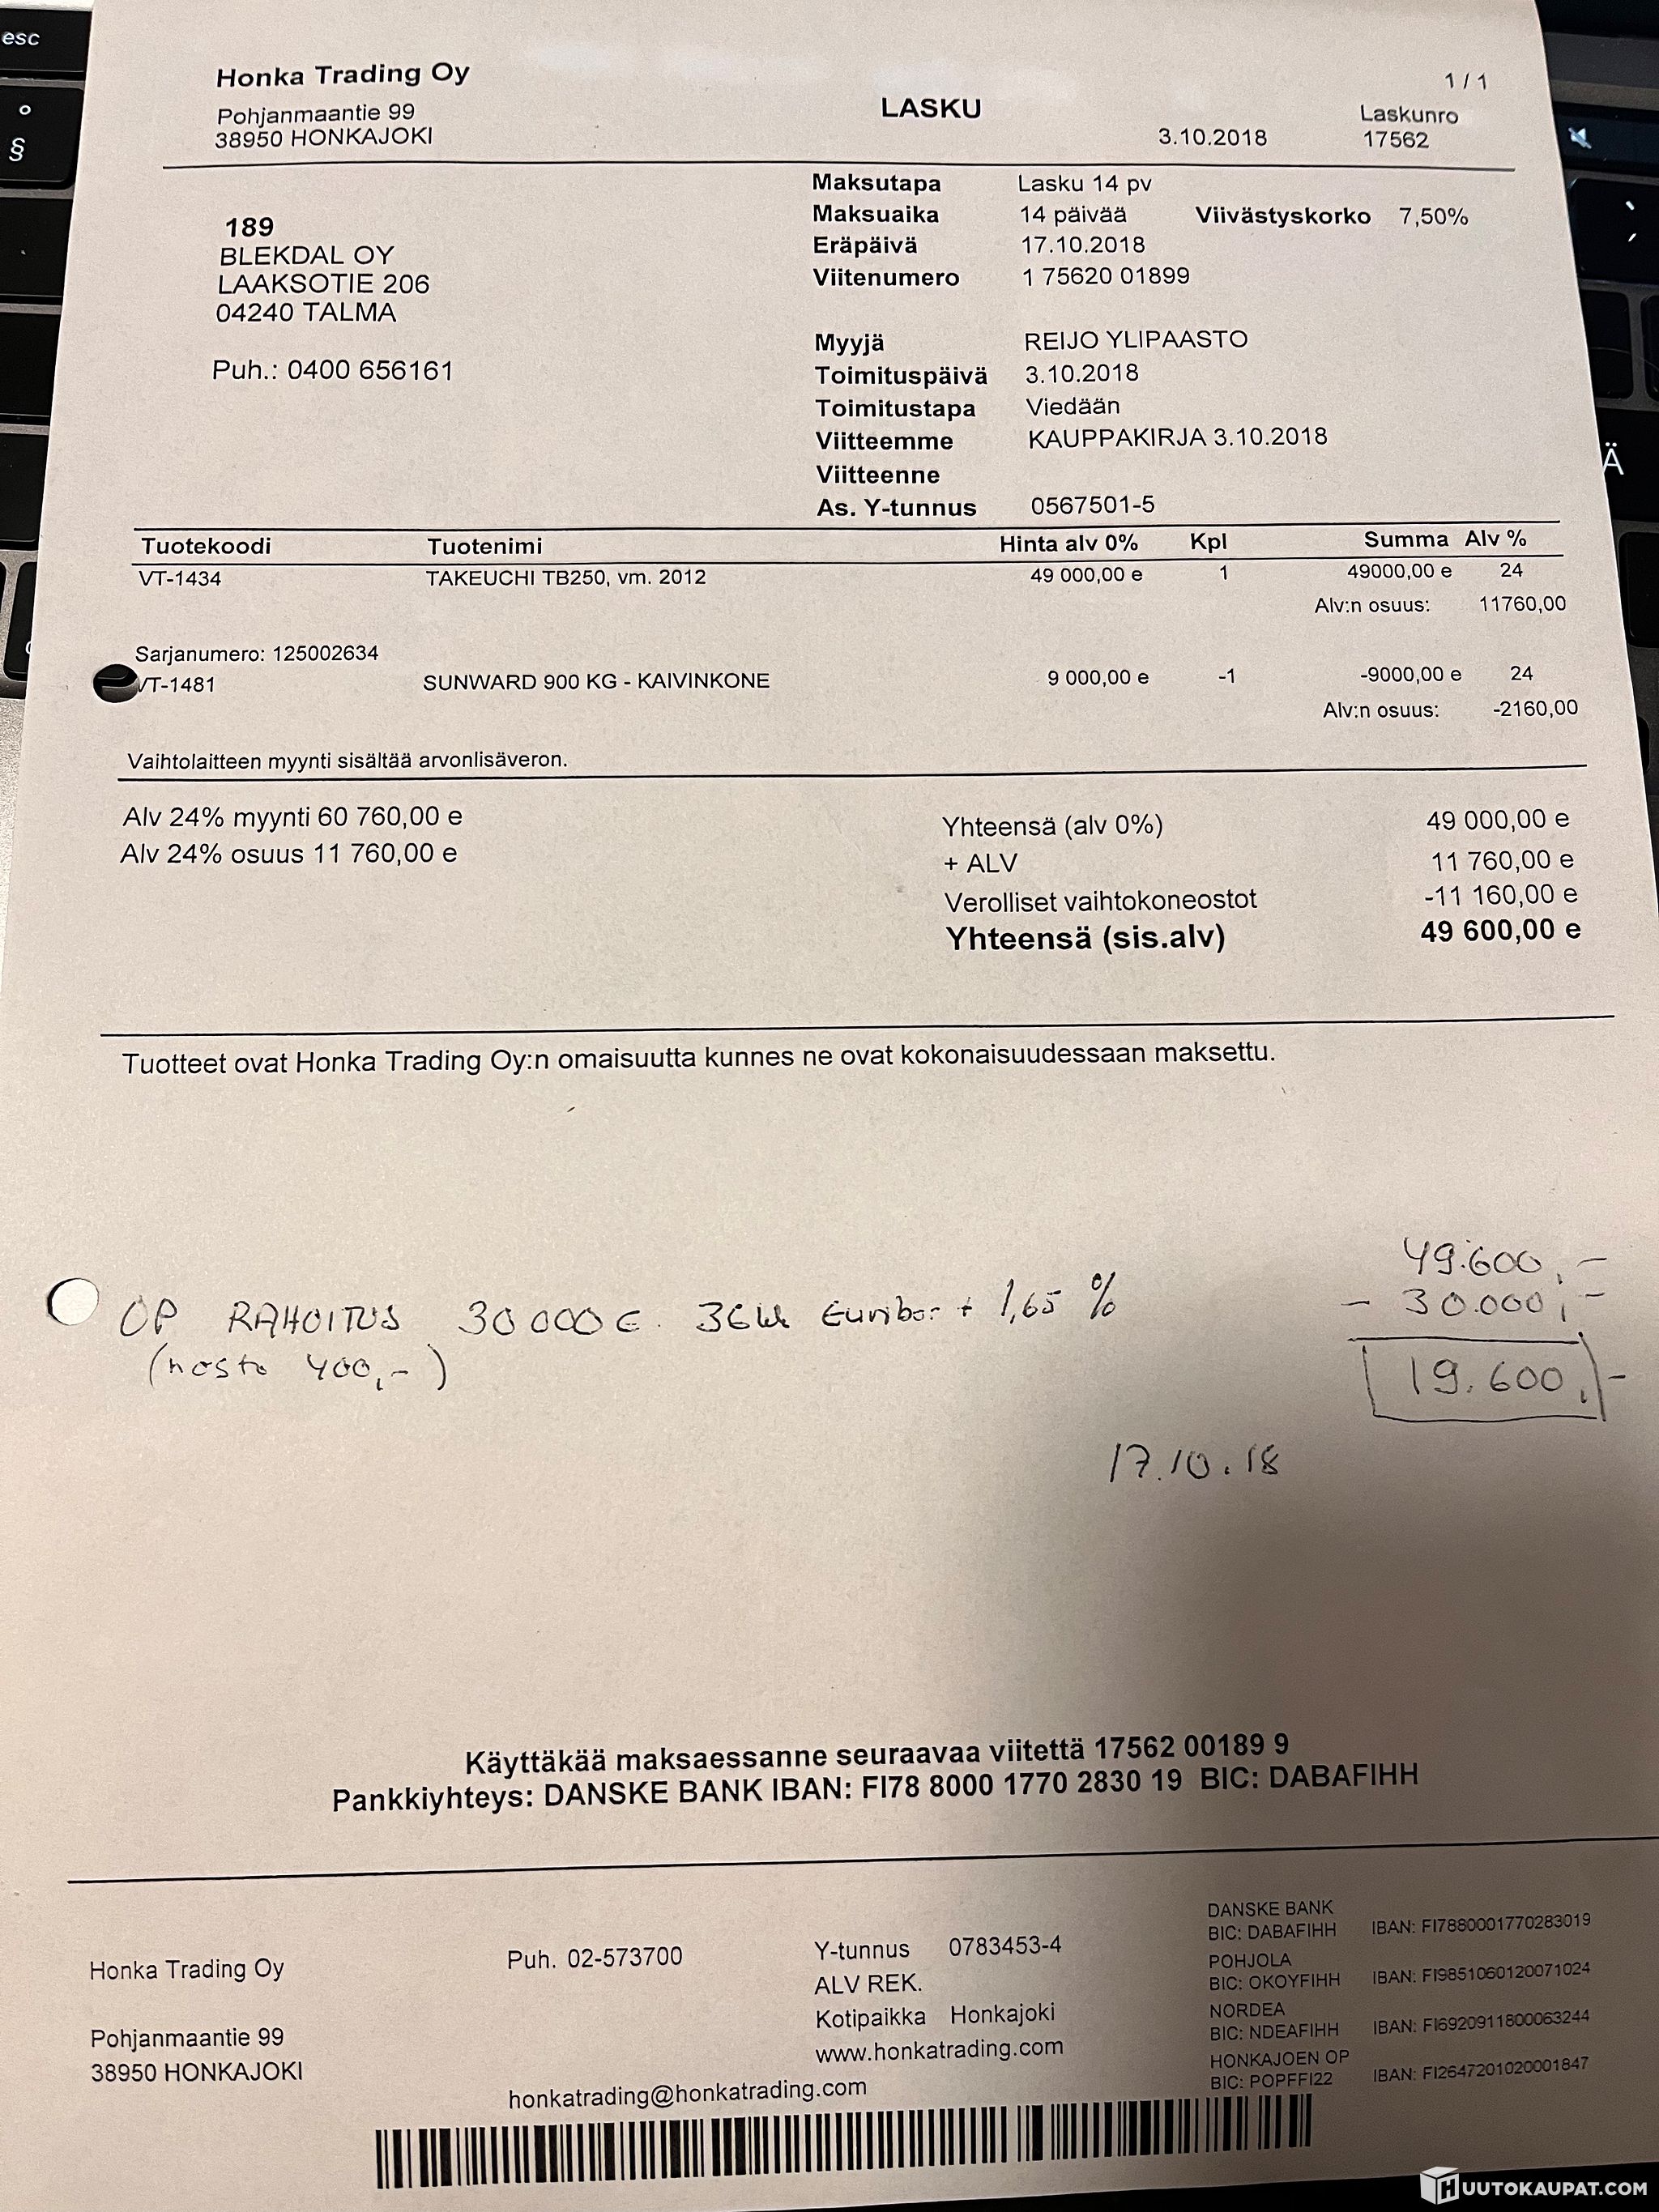 esc
°
§
Ä
Honka Trading Oy
Pohjanmaantie 99
38950 HONKAJOKI
LASKU
3.10.2018
1 / 1
Laskunro
17562
189
BLEKDAL OY
LAAKSOTIE 206
04240 TALMA
Puh.: 0400 656161
Maksutapa Lasku 14 pv
Maksuaika 14 päivää Viivästyskorko 7,50%
Eräpäivä 17.10.2018
Viitenumero 1 75620 01899
Myyjä REIJO YLIPAASTO
Toimituspäivä 3.10.2018
Toimitustapa Viedään
Viitteemme KAUPPAKIRJA 3.10.2018
Viitteenne
As. Y-tunnus 0567501-5
Tuotekoodi Tuotenimi Hinta alv 0% Kpl Summa Alv %
VT-1434 TAKEUCHI TB250, vm. 2012 49 000,00 e 1 49000,00 e 24
Alv:n osuus: 11760,00
Sarjanumero: 125002634
VT-1481 SUNWARD 900 KG - KAIVINKONE 9 000,00 e -1 -9000,00 e 24
Alv:n osuus: -2160,00
Vaihtolaitteen myynti sisältää arvonlisäveron.
Alv 24% myynti 60 760,00 e
Alv 24% osuus 11 760,00 e
Yhteensä (alv 0%) 49 000,00 e
+ ALV 11 760,00 e
Verolliset vaihtokoneostot -11 160,00 e
Yhteensä (sis.alv) 49 600,00 e
Tuotteet ovat Honka Trading Oy:n omaisuutta kunnes ne ovat kokonaisuudessaan maksettu.
49.600,-
- 30.000,-
19.600,-
OP RAHOITUS 30 000 €. 36 kk Euribor + 1,65 %
(nosto 400,-)
17.10.18
Käyttäkää maksaessanne seuraavaa viitettä 17562 00189 9
Pankkiyhteys: DANSKE BANK IBAN: FI78 8000 1770 2830 19 BIC: DABAFIHH
Honka Trading Oy
Pohjanmaantie 99
38950 HONKAJOKI
Puh. 02-573700
honkatrading@honkatrading.com
Y-tunnus 0783453-4
ALV REK.
Kotipaikka Honkajoki
www.honkatrading.com
DANSKE BANK
BIC: DABAFIHH IBAN: FI7880001770283019
POHJOLA
BIC: OKOYFIHH IBAN: FI9851060120071024
NORDEA
BIC: NDEAFIHH IBAN: FI6920911800063244
HONKAJOEN OP
BIC: POPFFI22 IBAN: FI2647201020001847
HUUTOKAUPAT.COM